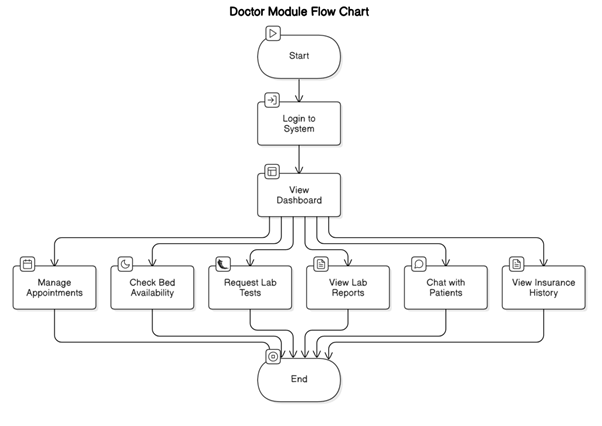 Doctor Module Flow Chart
Start
Login to
System
View
Dashboard
Manage
Appointments
Check Bed
Availability
Request Lab
Tests
View Lab
Reports
Chat with
Patients
View Insurance
History
End